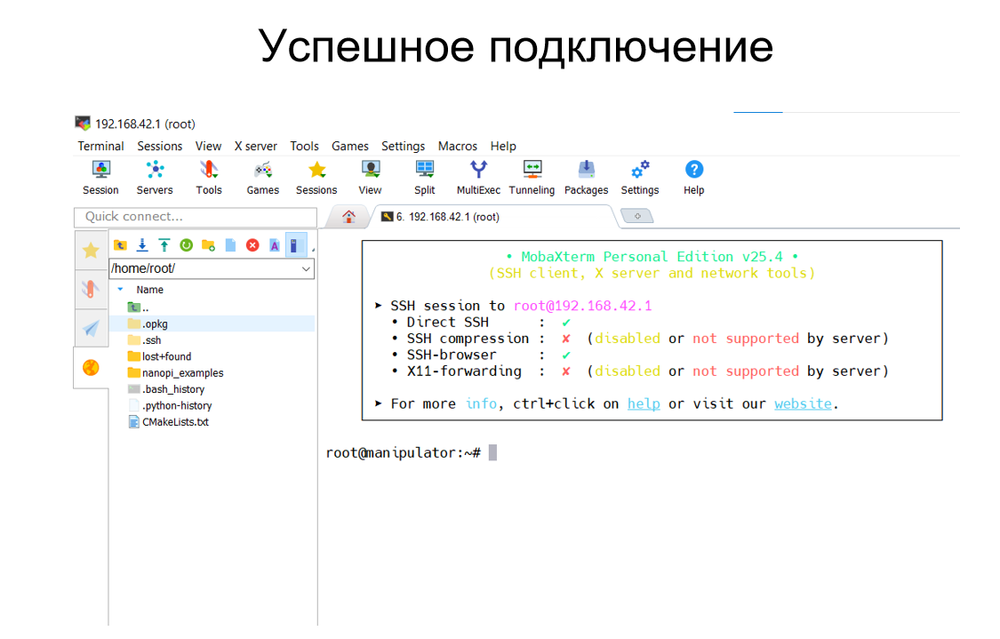 Успешное подключение
192.168.42.1 (root)
Terminal Sessions View X server Tools Games Settings Macros Help
Session Servers Tools Games Sessions View Split MultiExec Tunneling Packages Settings Help
Quick connect...
6. 192.168.42.1 (root)
/home/root/
Name
..
.opkg
.ssh
lost+found
nanopi_examples
.bash_history
.python-history
CMakeLists.txt
• MobaXterm Personal Edition v25.4 •
(SSH client, X server and network tools)
➤ SSH session to root@192.168.42.1
• Direct SSH : ✔
• SSH compression : ✘ (disabled or not supported by server)
• SSH-browser : ✔
• X11-forwarding : ✘ (disabled or not supported by server)
➤ For more info, ctrl+click on help or visit our website.
root@manipulator:~#